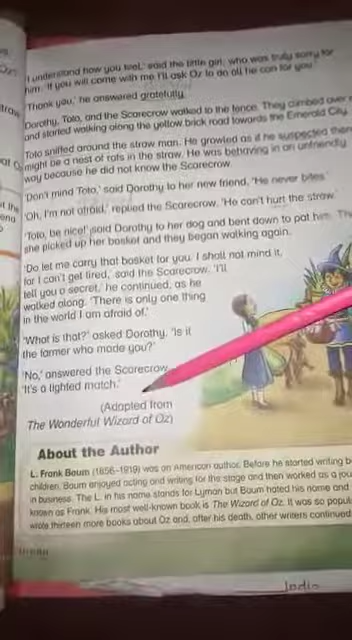 I understand how you feel,' said the little girl, who was truly sorry for
him. 'If you will come with me I'll ask Oz to do all he can for you.'
'Thank you,' he answered gratefully.
Dorothy, Toto, and the Scarecrow walked to the fence. They climbed over
and started walking along the yellow brick road towards the Emerald City.
Toto sniffed around the straw man. He growled as if he suspected there
might be a nest of rats in the straw. He was behaving in an unfriendly
way because he did not know the Scarecrow.
'Don't mind Toto,' said Dorothy to her new friend. 'He never bites.'
'Oh, I'm not afraid,' replied the Scarecrow. 'He can't hurt the straw.'
'Toto, be nice!' said Dorothy to her dog and bent down to pat him.
she picked up her basket and they began walking again.
'Do let me carry that basket for you. I shall not mind it,
for I can't get tired,' said the Scarecrow. 'I'll
tell you a secret,' he continued, as he
walked along. 'There is only one thing
in the world I am afraid of.'
'What is that?' asked Dorothy. 'Is it
the farmer who made you?'
'No,' answered the Scarecrow
'It's a lighted match.'
(Adapted from
The Wonderful Wizard of Oz)
About the Author
L. Frank Baum (1856–1919) was an American author. Before he started writing
children, Baum enjoyed acting and writing for the stage and then worked as a
in business. The L. in his name stands for Lyman but Baum hated his name and
known as Frank. His most well-known book is The Wizard of Oz. It was so
wrote thirteen more books about Oz and, after his death, other writers continued